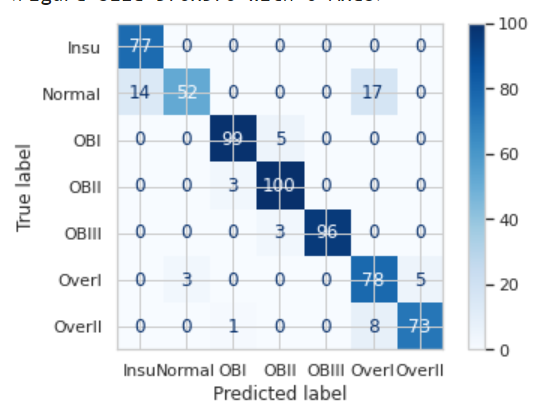 Insu 77 0 0 0 0 0 0
Normal 14 52 0 0 0 17 0
OBI 0 0 99 5 0 0 0
OBII 0 0 3 100 0 0 0
OBIII 0 0 0 3 96 0 0
OverI 0 3 0 0 0 78 5
OverII 0 0 1 0 0 8 73
Insu Normal OBI OBII OBIII OverI OverII
Predicted label
True label
100
80
60
40
20
0